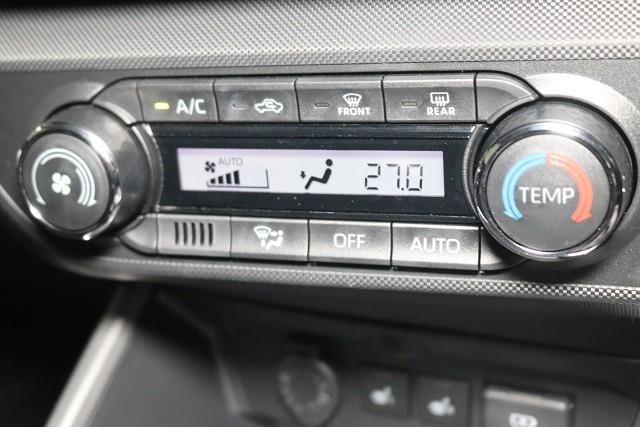 A/C
FRONT
REAR
AUTO
27.0
TEMP
OFF
AUTO